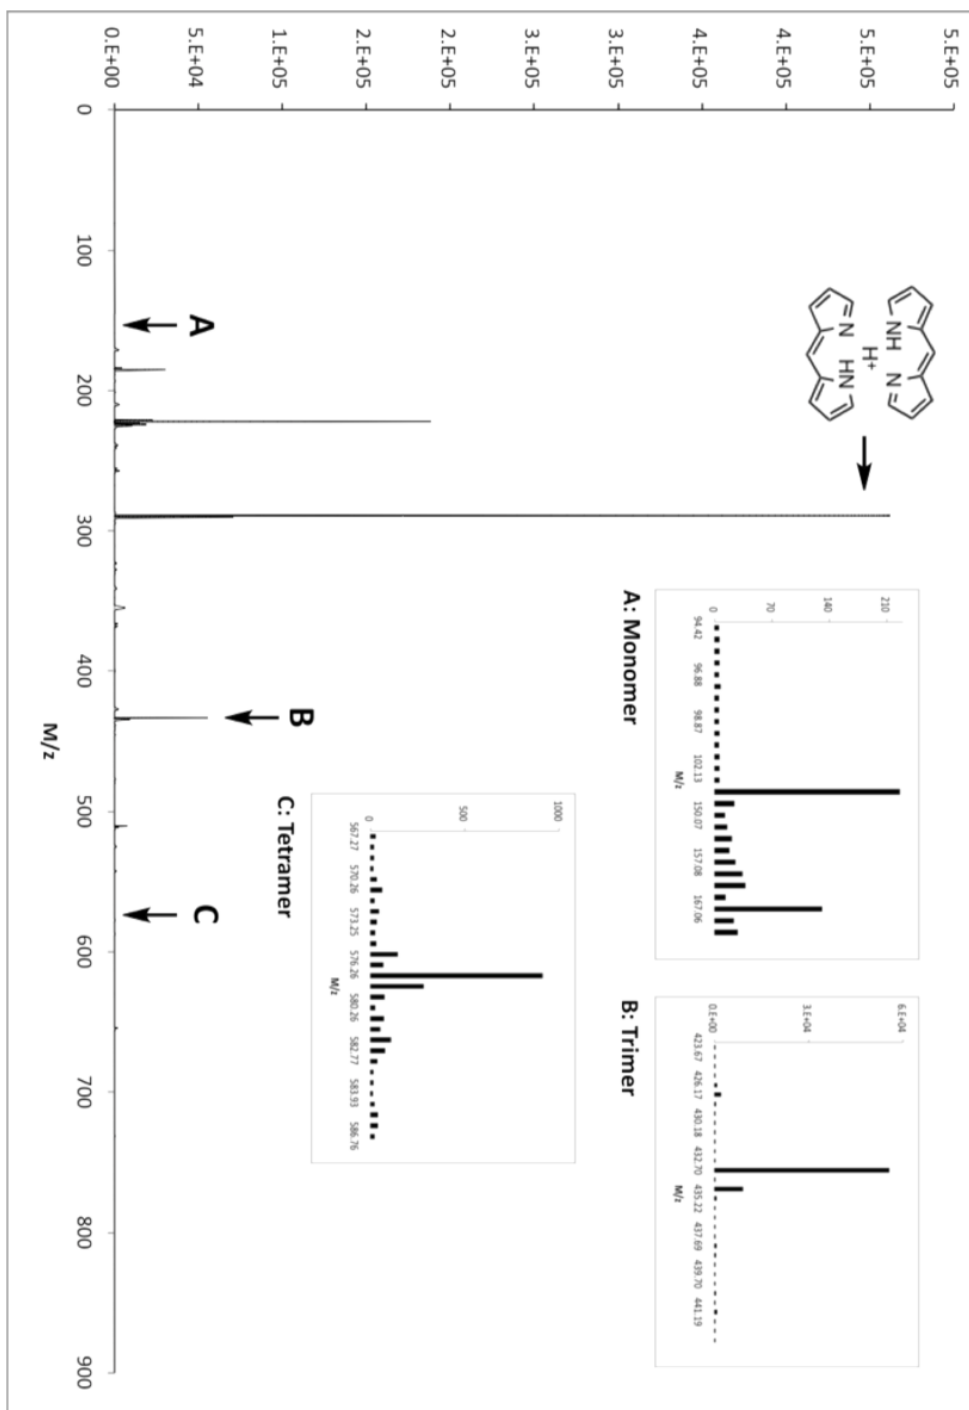 5.E+05
5.E+05
4.E+05
4.E+05
3.E+05
2.E+05
2.E+05
1.E+05
5.E+04
0.E+00
0
100
200
300
400
500
600
700
800
900
M/z
NH N
H+
N HN
A
B
C
A: Monomer
210
140
70
0
94.42
96.88
98.87
102.13
150.07
157.08
167.06
M/z
B: Trimer
6.E+04
3.E+04
0.E+00
423.67
426.17
430.18
432.70
435.22
437.69
439.70
441.19
M/z
C: Tetramer
1000
500
0
567.27
570.26
573.25
576.26
580.26
582.77
583.93
586.76
M/z